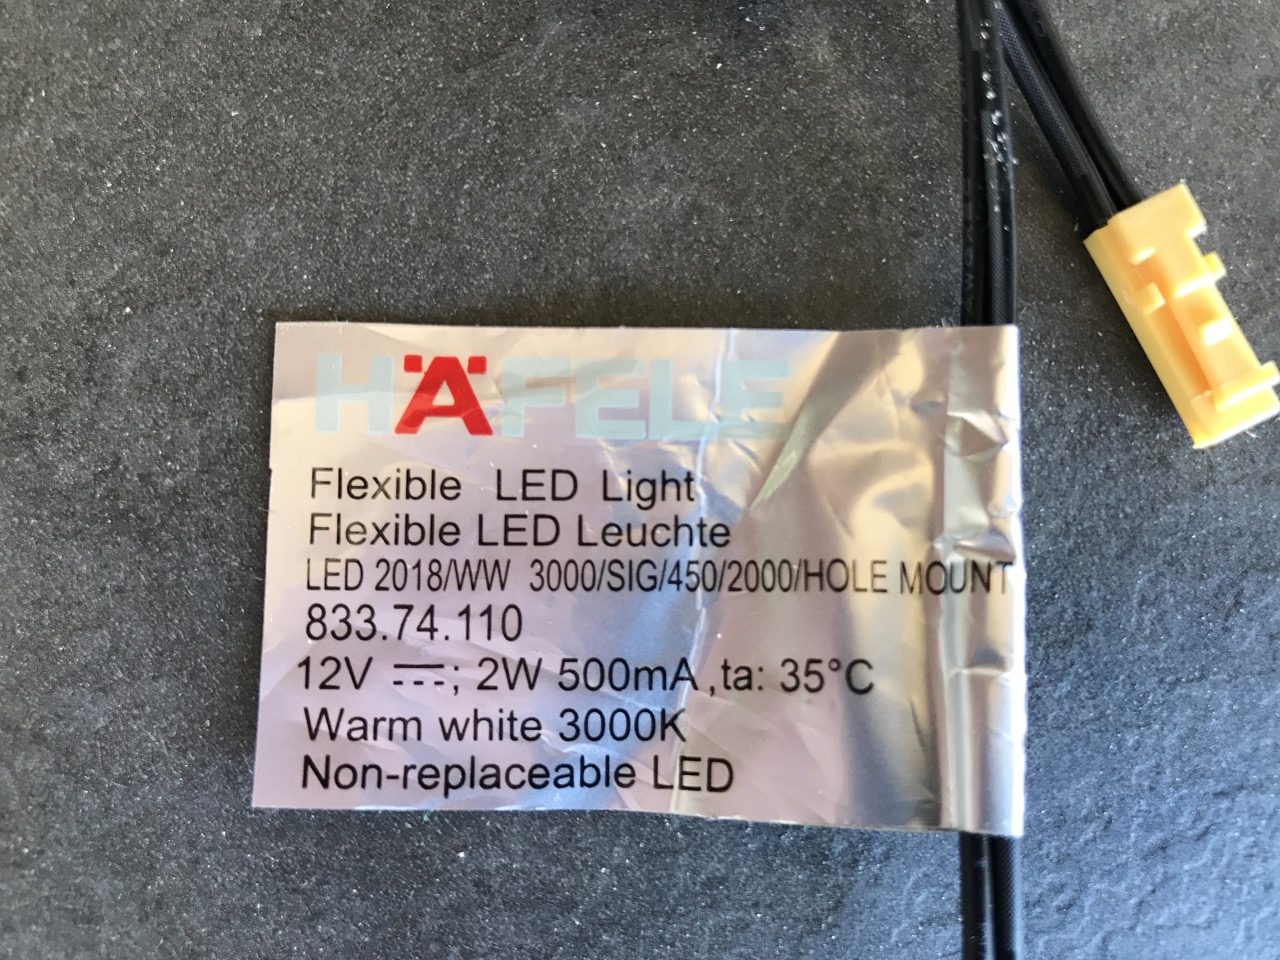 HÄFELE
Flexible LED Light
Flexible LED Leuchte
LED 2018/WW 3000/SIG/450/2000/HOLE MOUNT
833.74.110
12V ⎓; 2W 500mA ,ta: 35°C
Warm white 3000K
Non-replaceable LED